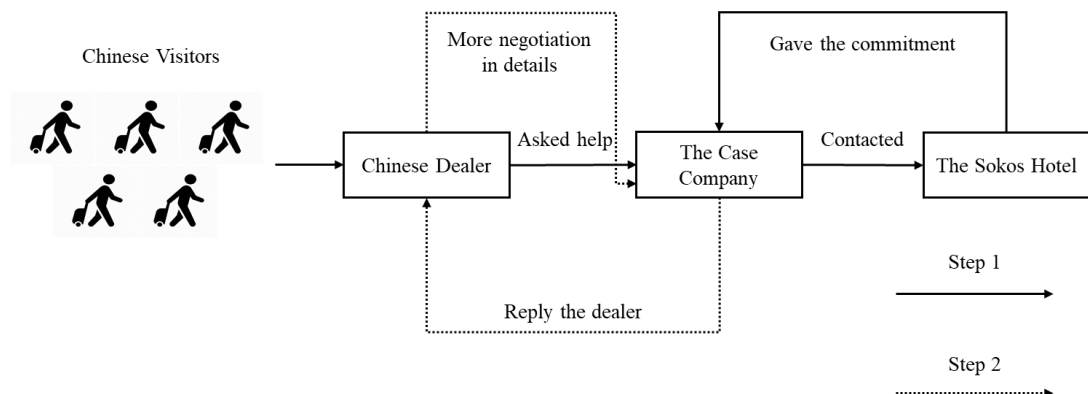 Chinese Visitors
More negotiation
in details
Gave the commitment
Chinese Dealer
Asked help
The Case
Company
Contacted
The Sokos Hotel
Reply the dealer
Step 1
Step 2